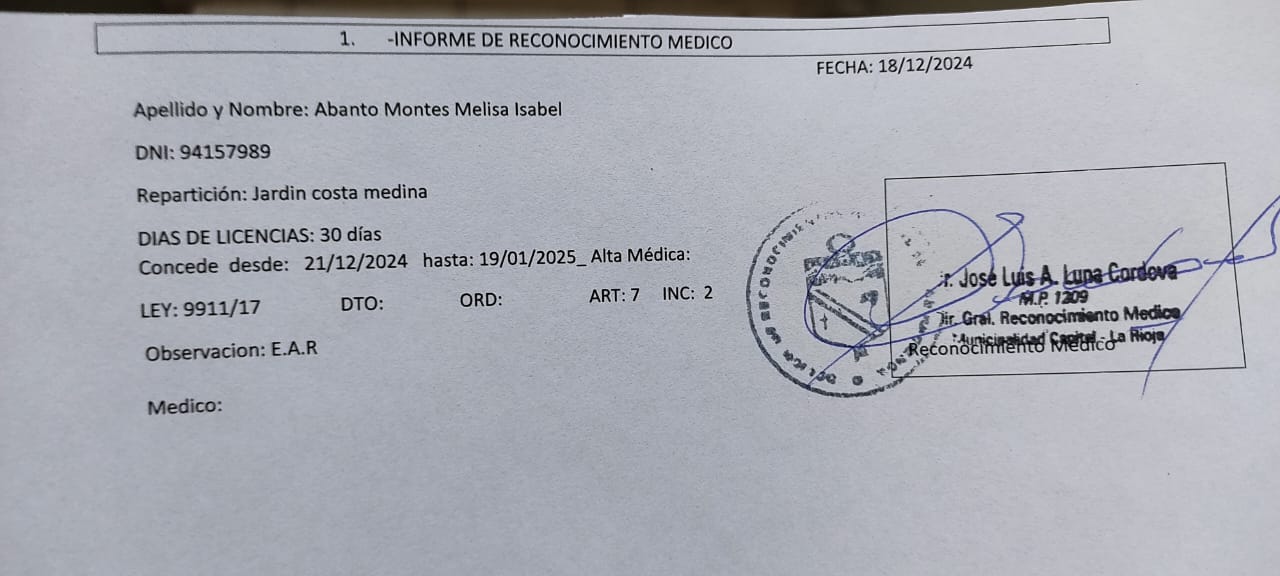 1. -INFORME DE RECONOCIMIENTO MEDICO
FECHA: 18/12/2024
Apellido y Nombre: Abanto Montes Melisa Isabel
DNI: 94157989
Repartición: Jardin costa medina
DIAS DE LICENCIAS: 30 días
Concede desde: 21/12/2024 hasta: 19/01/2025_ Alta Médica:
LEY: 9911/17 DTO: ORD: ART: 7 INC: 2
Observacion: E.A.R
Medico:
r. José Luis A. Luna Cordova
M.P. 1209
Dir. Gral. Reconocimiento Medico
Municipalidad Capital - La Rioja
Reconocimiento Medico